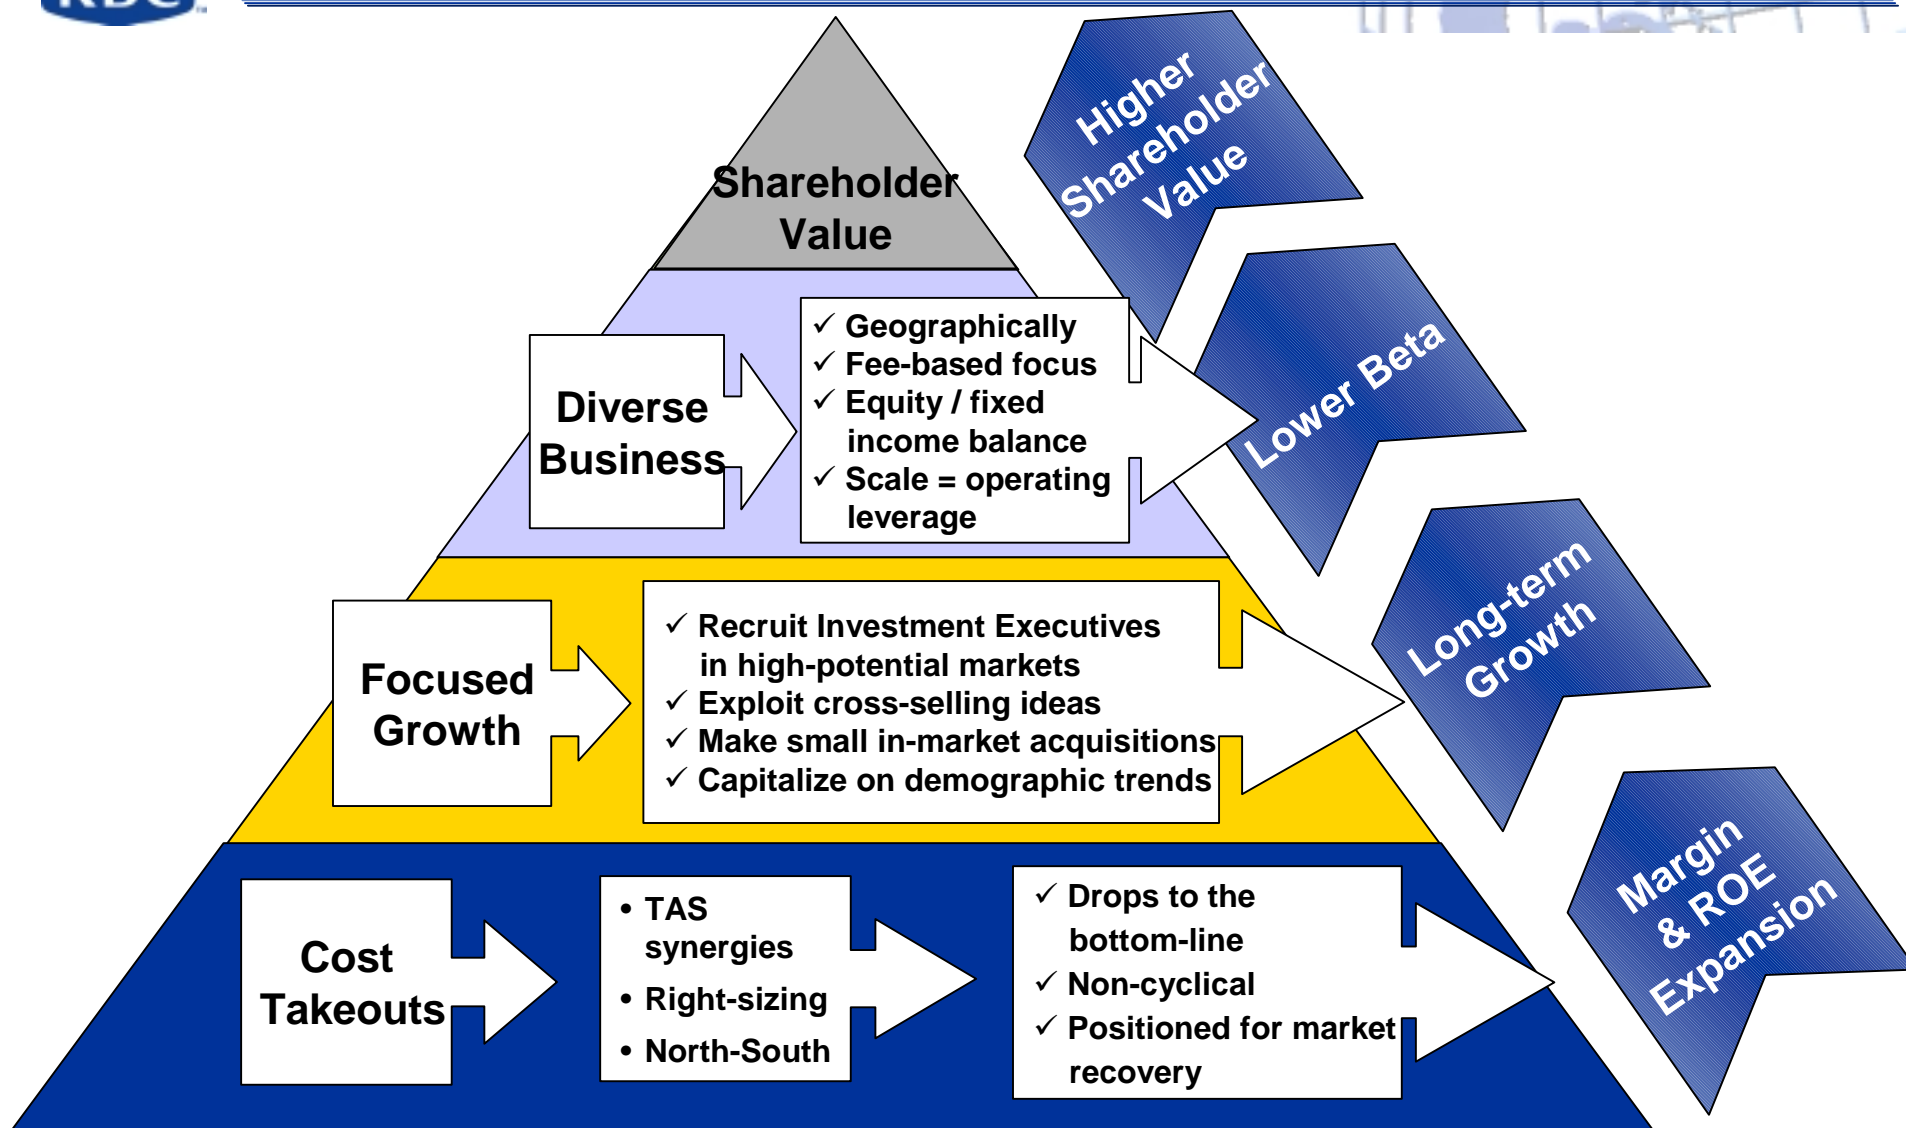 RBC
Higher
Shareholder
Value
Shareholder
Value
Lower Beta
Diverse
Business
✓ Geographically
✓ Fee-based focus
✓ Equity / fixed
income balance
✓ Scale = operating
leverage
Long-term
Growth
Focused
Growth
✓ Recruit Investment Executives
in high-potential markets
✓ Exploit cross-selling ideas
✓ Make small in-market acquisitions
✓ Capitalize on demographic trends
Margin
& ROE
Expansion
Cost
Takeouts
• TAS
synergies
• Right-sizing
• North-South
✓ Drops to the
bottom-line
✓ Non-cyclical
✓ Positioned for market
recovery